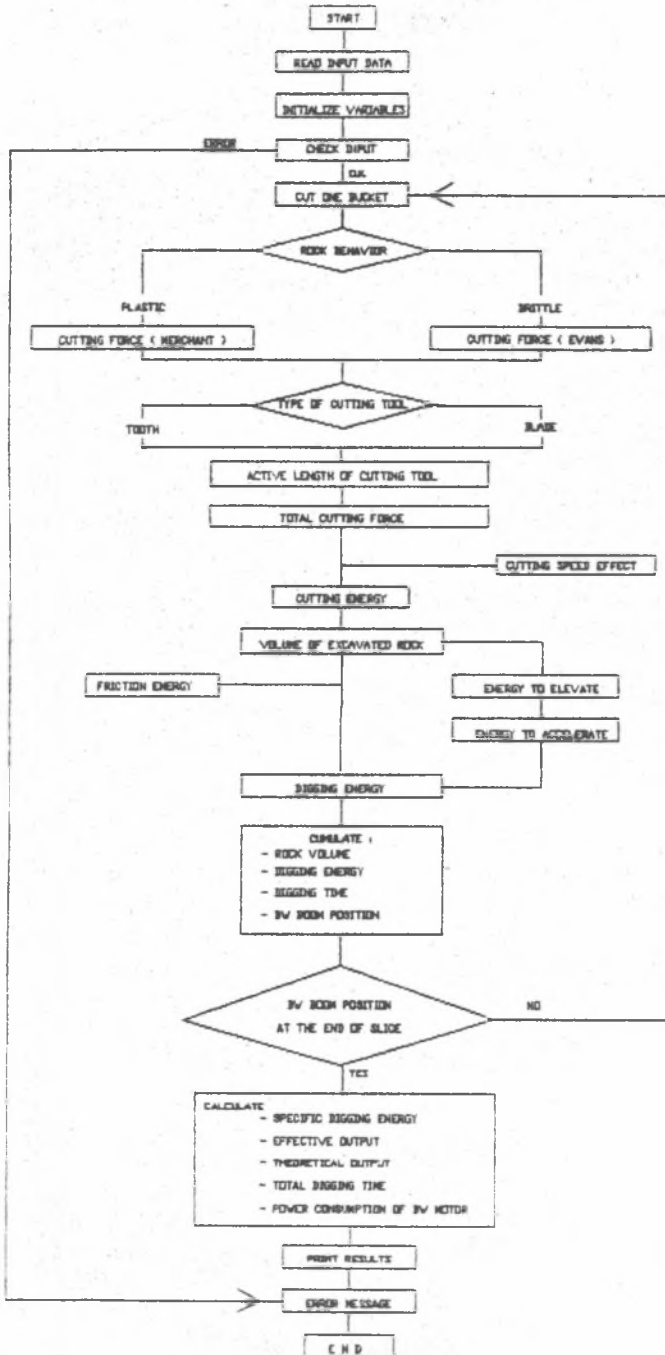 START
READ INPUT DATA
INITIALIZE VARIABLES
ERROR
CHECK INPUT
O.K.
CUT ONE BUCKET
ROCK BEHAVIOR
PLASTIC
BRITTLE
CUTTING FORCE ( MERCHANT )
CUTTING FORCE ( EVANS )
TYPE OF CUTTING TOOL
TOOTH
BLADE
ACTIVE LENGTH OF CUTTING TOOL
TOTAL CUTTING FORCE
CUTTING SPEED EFFECT
CUTTING ENERGY
VOLUME OF EXCAVATED ROCK
FRICTION ENERGY
ENERGY TO ELEVATE
ENERGY TO ACCELERATE
DIGGING ENERGY
CUMULATE :
- ROCK VOLUME
- DIGGING ENERGY
- DIGGING TIME
- BW BOOM POSITION
BW BOOM POSITION
AT THE END OF SLICE
NO
YES
CALCULATE
- SPECIFIC DIGGING ENERGY
- EFFECTIVE OUTPUT
- THEORETICAL OUTPUT
- TOTAL DIGGING TIME
- POWER CONSUMPTION OF BW MOTOR
PRINT RESULTS
ERROR MESSAGE
E N D